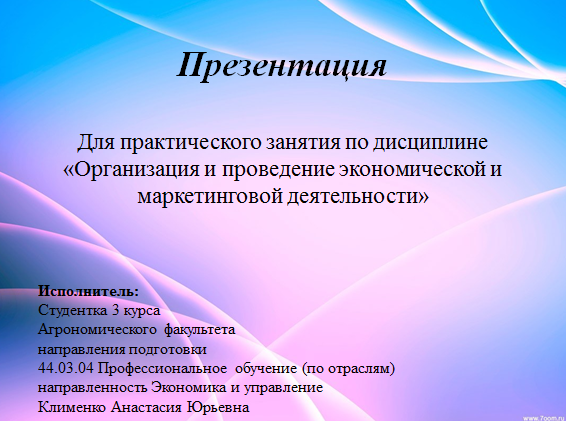 Презентация
Для практического занятия по дисциплине
«Организация и проведение экономической и
маркетинговой деятельности»
Исполнитель:
Студентка 3 курса
Агрономического факультета
направления подготовки
44.03.04 Профессиональное обучение (по отраслям)
направленность Экономика и управление
Клименко Анастасия Юрьевна
www.7oom.ru